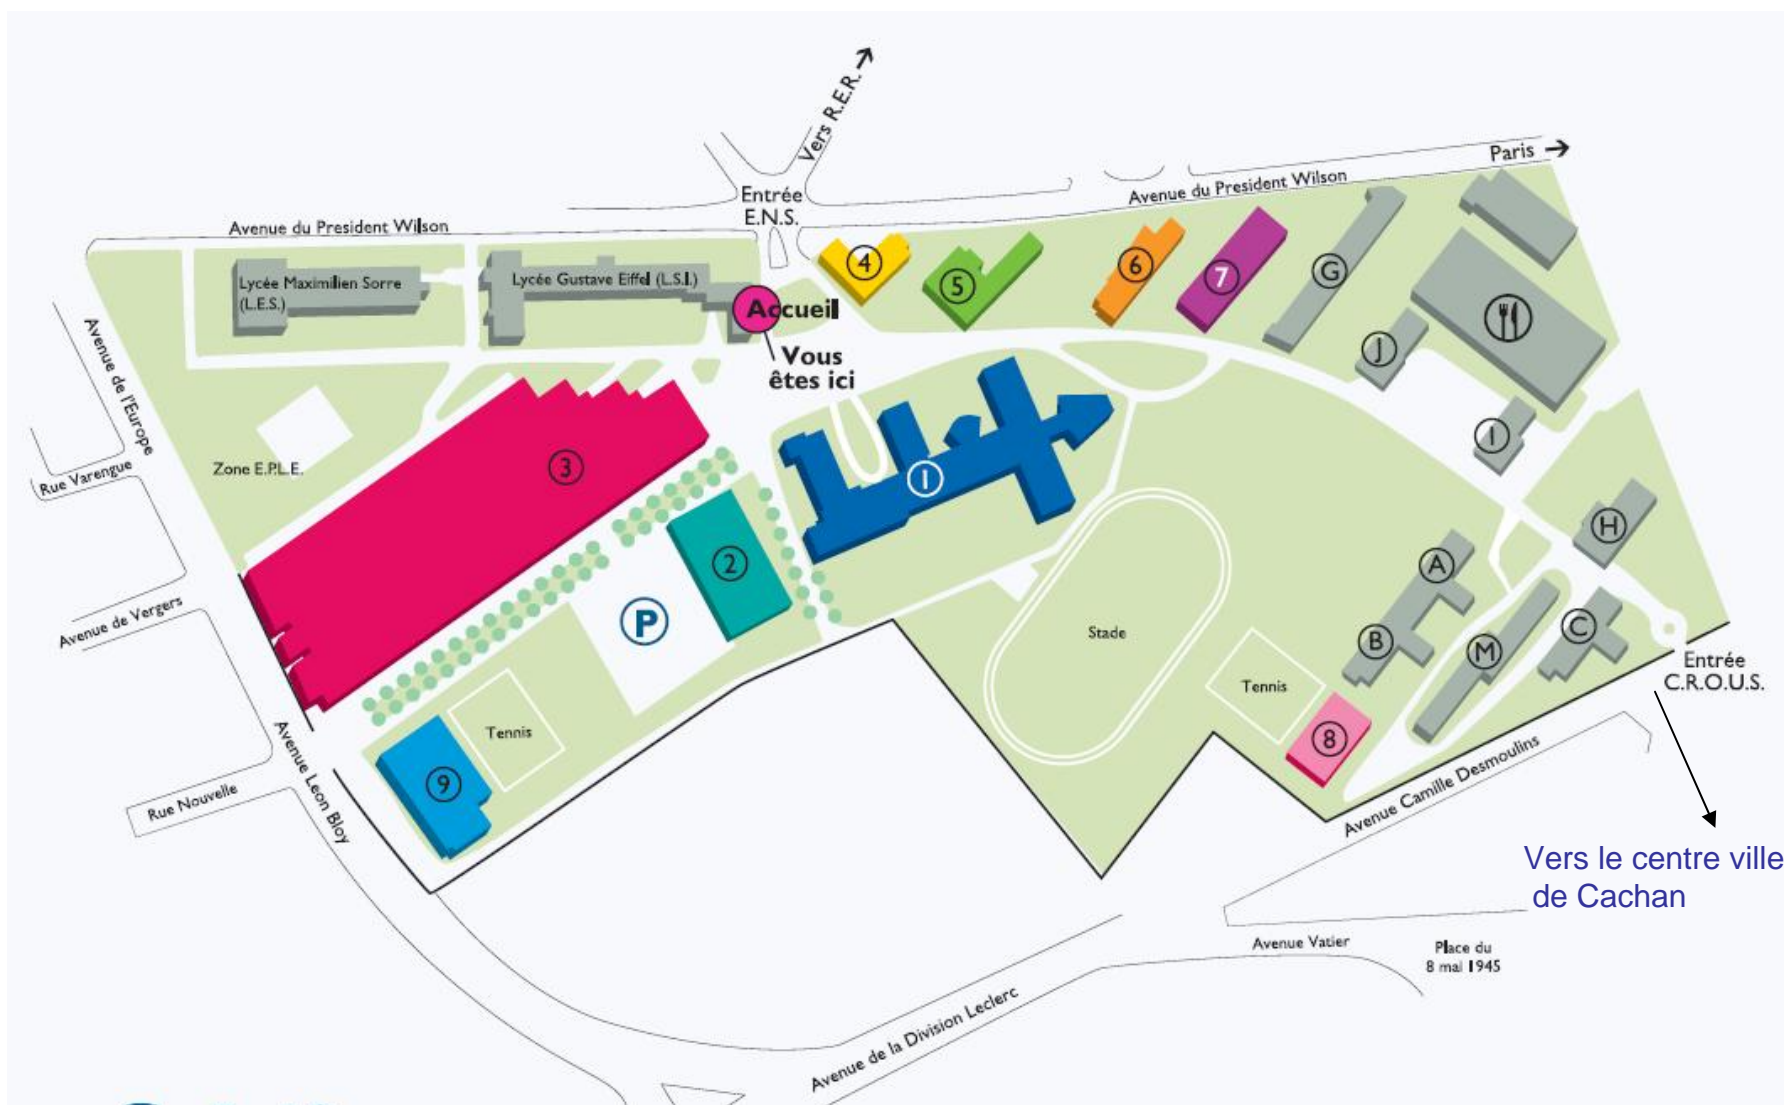 Vers R.E.R.
Paris
Entrée
E.N.S.
Avenue du President Wilson
Avenue du President Wilson
4
5
6
7
G
Lycée Maximilien Sorre
(L.E.S.)
Lycée Gustave Eiffel (L.S.I.)
Accueil
Vous
êtes ici
J
I
Avenue de l'Europe
Rue Varengue
Zone E.P.L.E.
3
1
2
H
A
B
M
C
Avenue de Vergers
P
Stade
Tennis
Entrée
C.R.O.U.S.
Tennis
8
9
Rue Nouvelle
Avenue Leon Bloy
Avenue Camille Desmoulins
Vers le centre ville
de Cachan
Avenue Vatier
Place du
8 mai 1945
Avenue de la Division Leclerc